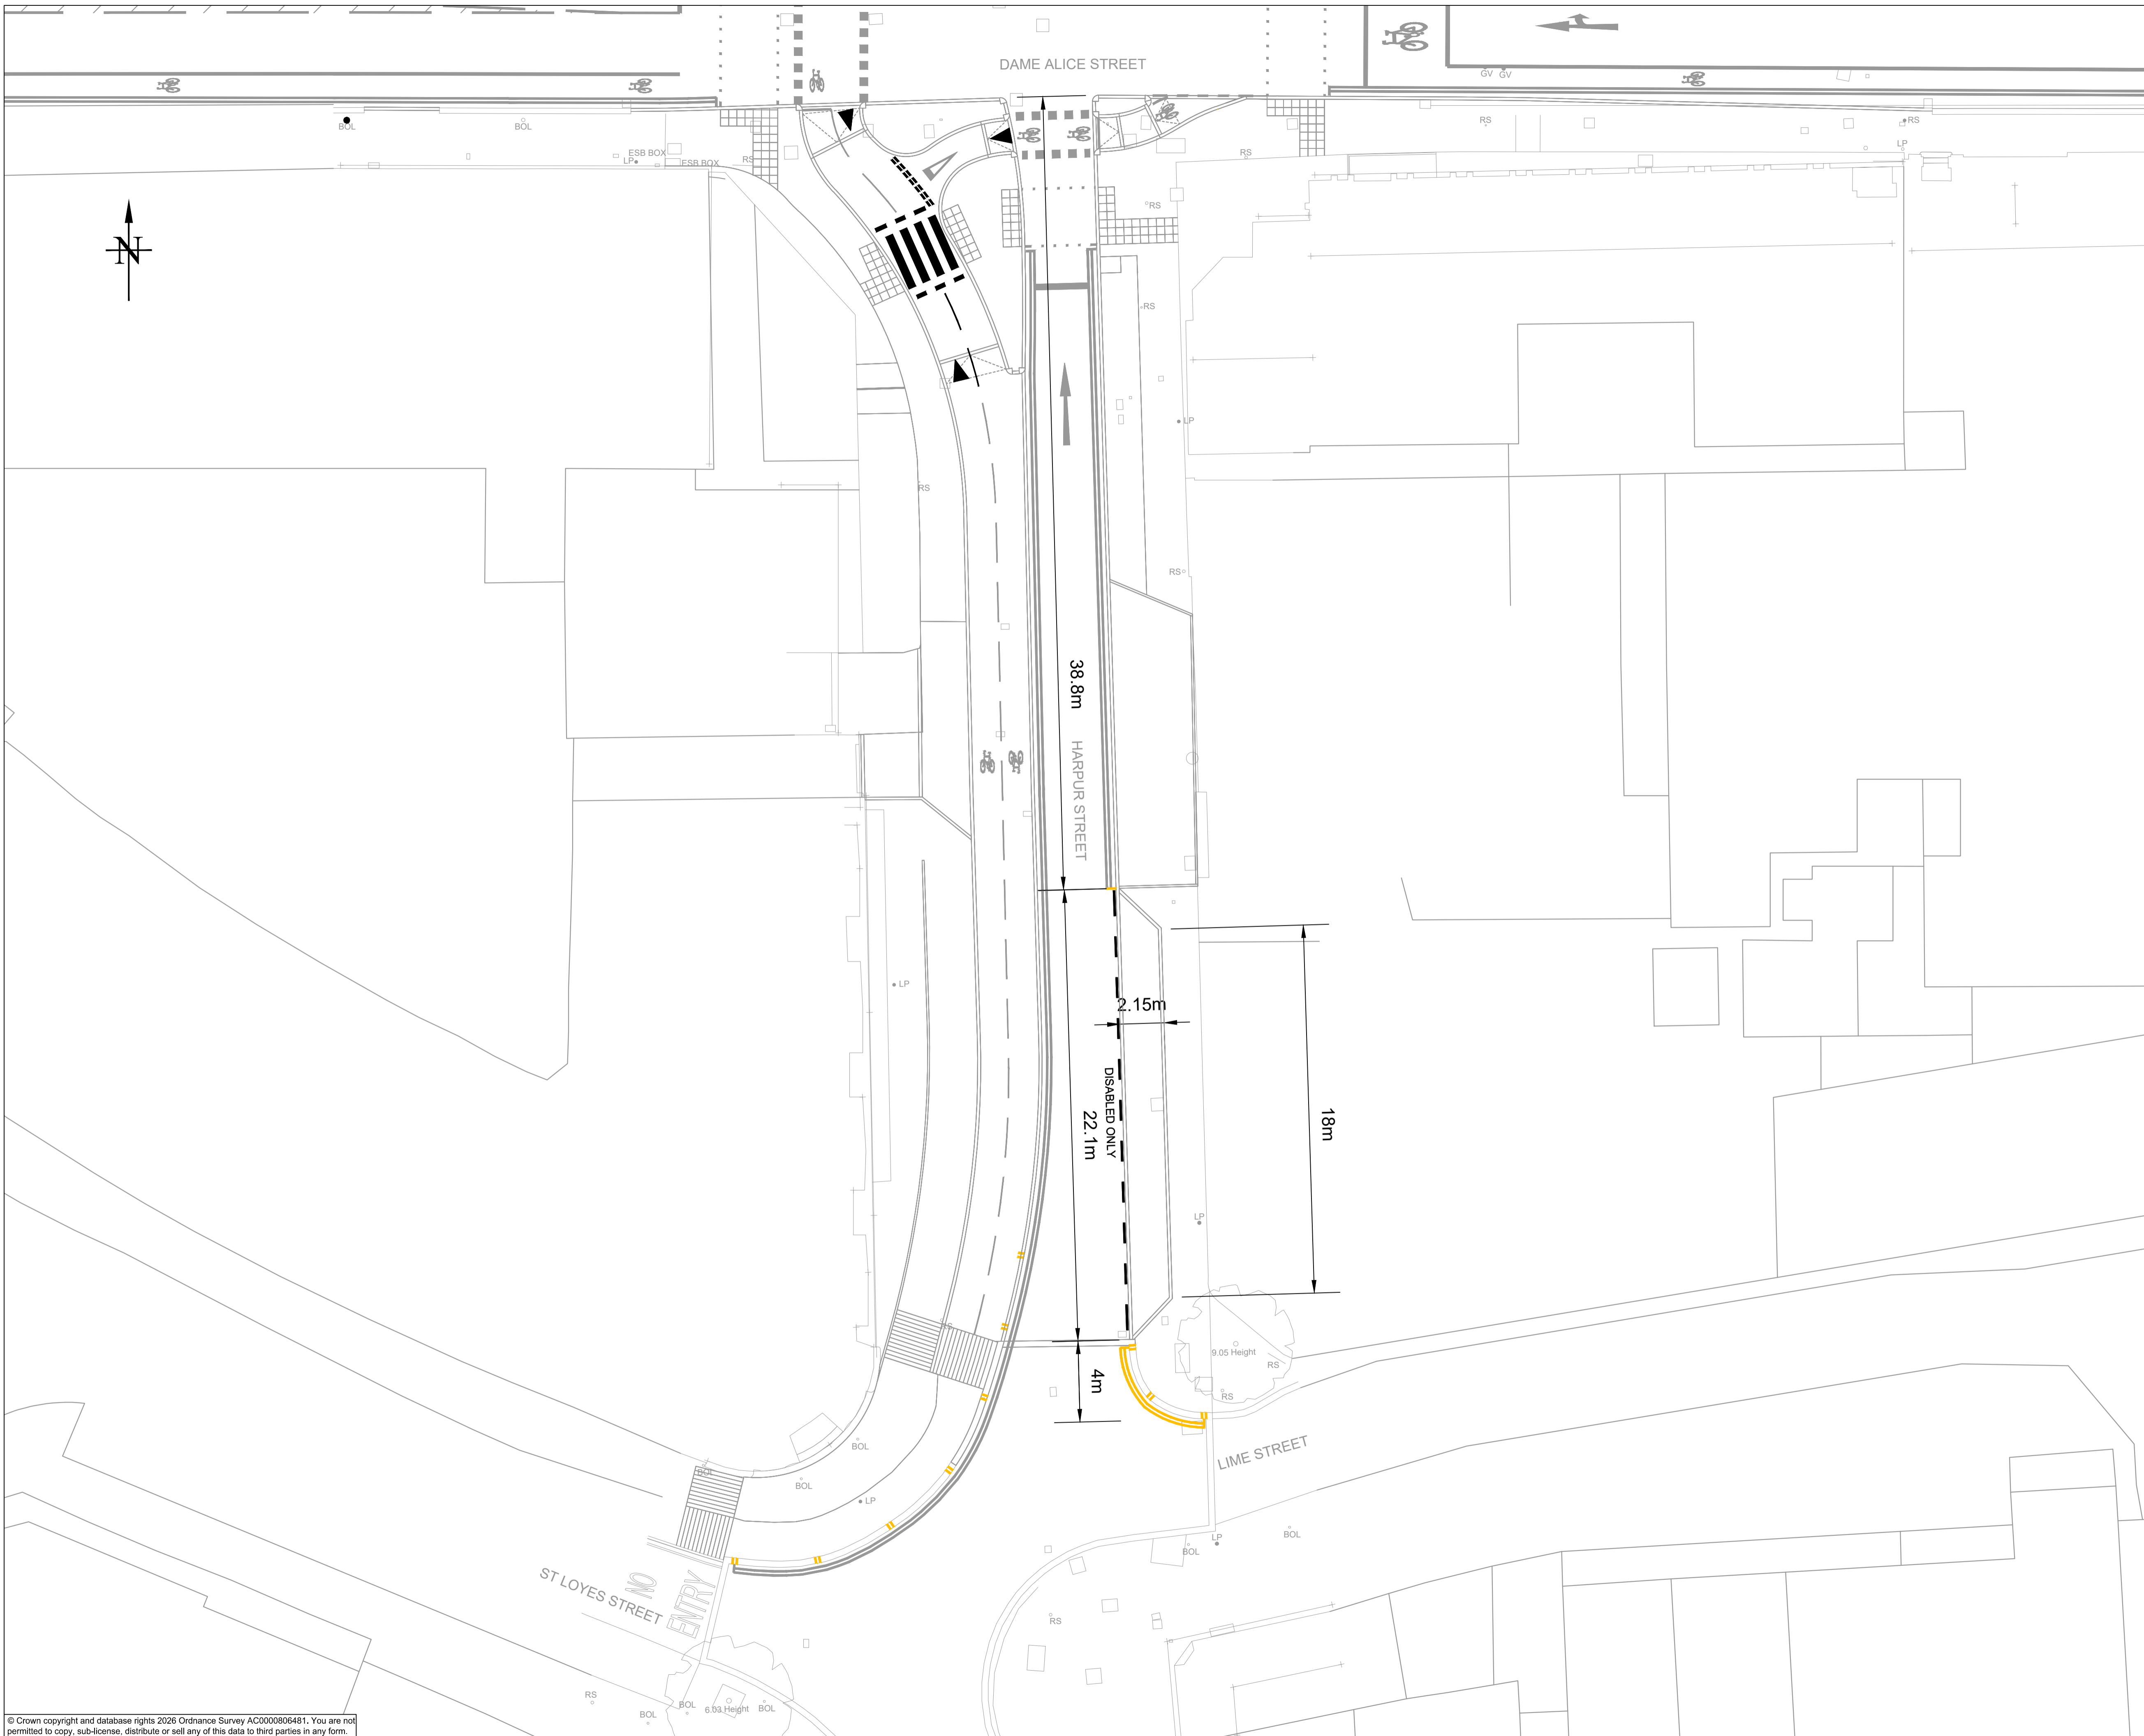 DAME ALICE STREET
GV GV
BOL
BOL
RS
RS
ESB BOX
LP
ESB BOX
RS
RS
LP
N
RS
RS
LP
RS
RS
38.8m
HARPUR STREET
LP
2.15m
DISABLED ONLY
22.1m
18m
LP
9.05 Height
RS
4m
RS
LIME STREET
BOL
BOL
BOL
LP
BOL
LP
BOL
ST LOYES STREET
NO
ENTRY
RS
RS
BOL
BOL
6.03 Height
BOL
© Crown copyright and database rights 2026 Ordnance Survey AC0000806481. You are not
permitted to copy, sub-license, distribute or sell any of this data to third parties in any form.